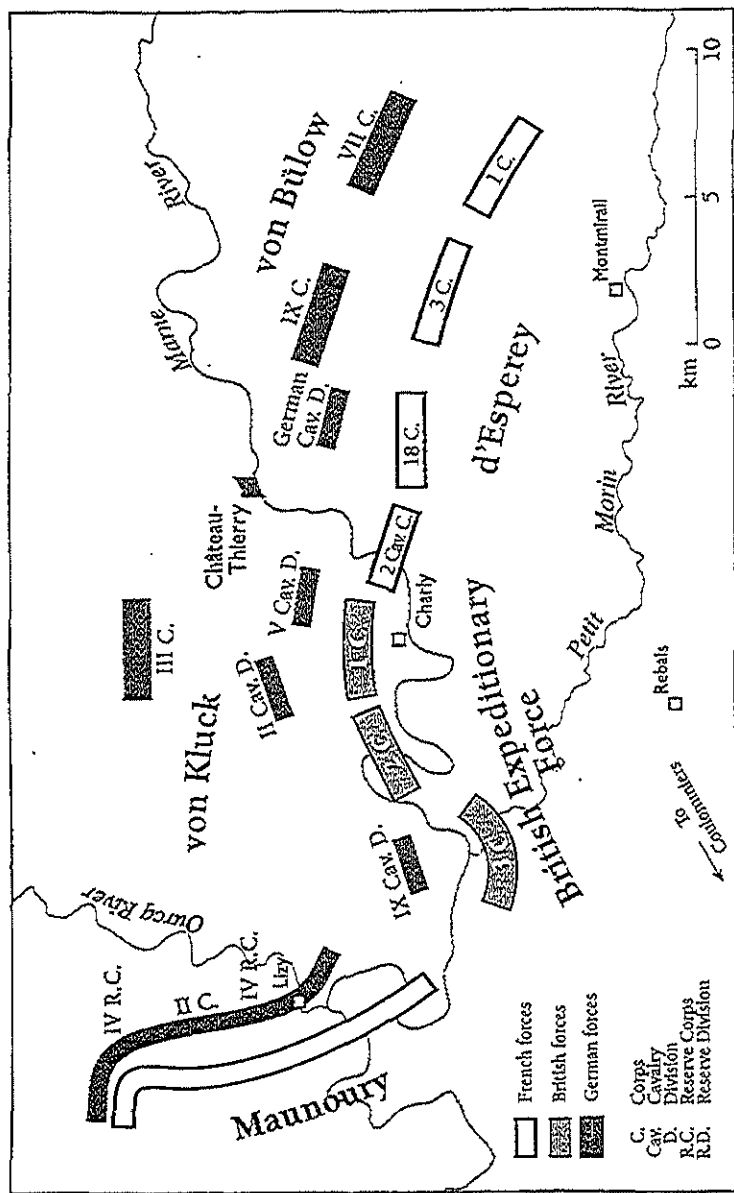 Marne
River
von Bülow
VII C.
IX C.
German
Cav. D.
Château-
Thierry
III C.
V Cav. D.
II Cav. D.
von Kluck
IX Cav. D.
Ourcq River
IV R.C.
II C.
IV R.C.
Lizy
Maunoury
1 C.
3 C.
18 C.
2 Cav. C.
1 C.
2 C.
3 C.
Charly
d'Esperey
British Expeditionary
Force
Petit
Morin
River
Montmirail
Rebais
To
Coulommiers
km 0 5 10
French forces
British forces
German forces
C. Corps
Cav. Cavalry
D. Division
R.C. Reserve Corps
R.D. Reserve Division